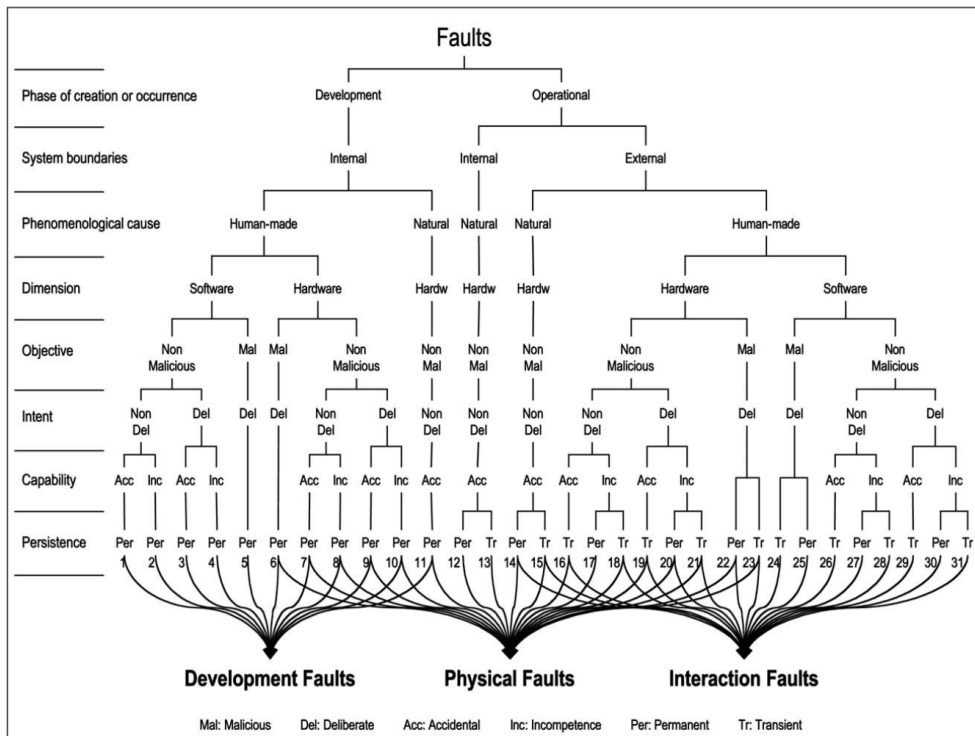 Faults
Phase of creation or occurrence Development Operational
System boundaries Internal Internal External
Phenomenological cause Human-made Natural Natural Natural Human-made
Dimension Software Hardware Hardw Hardw Hardw Hardware Software
Objective Non Mal Mal Non Non Non Non Non Mal Mal Non
Malicious Malicious Mal Mal Mal Malicious Malicious
Intent Non Del Del Del Non Del Non Non Non Non Del Del Del Non Del
Del Del Del Del Del Del Del
Capability Acc Inc Acc Inc Acc Inc Acc Inc Acc Acc Acc Acc Inc Acc Inc Acc Inc Acc Inc
Persistence Per Per Per Per Per Per Per Per Per Per Per Per Tr Per Tr Tr Per Tr Tr Per Tr Per Tr Tr Per Tr Per Tr Tr Per Tr
1 2 3 4 5 6 7 8 9 10 11 12 13 14 15 16 17 18 19 20 21 22 23 24 25 26 27 28 29 30 31
Development Faults Physical Faults Interaction Faults
Mal: Malicious Del: Deliberate Acc: Accidental Inc: Incompetence Per: Permanent Tr: Transient